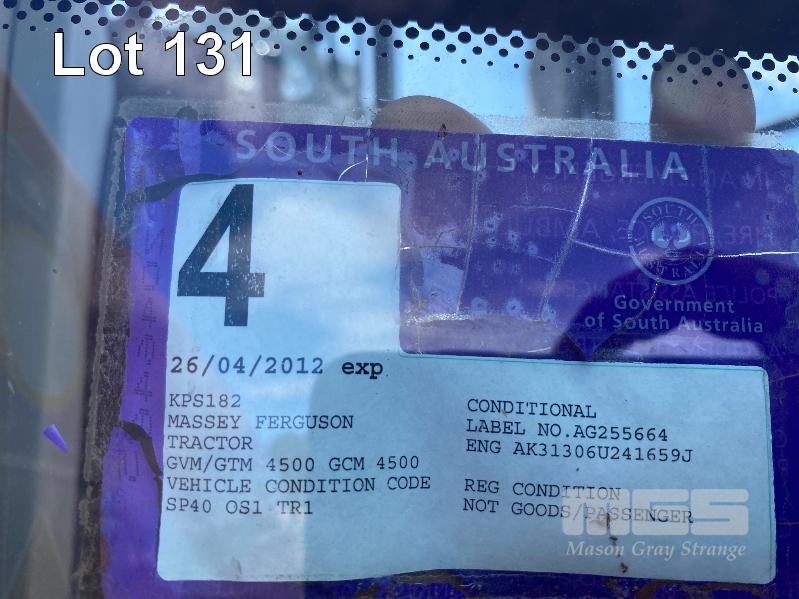 Lot 131
SOUTH AUSTRALIA
4
SOUTH
Government
of South Australia
26/04/2012 exp
KPS182
MASSEY FERGUSON
TRACTOR
GVM/GTM 4500 GCM 4500
VEHICLE CONDITION CODE
SP40 OS1 TR1
CONDITIONAL
LABEL NO.AG255664
ENG AK31306U241659J
REG CONDITION
NOT GOODS/PASSENGER
MGS
Mason Gray Strange